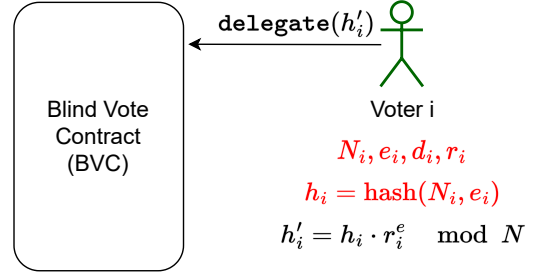 delegate(h′ᵢ)
Blind Vote
Contract
(BVC)
Voter i
Nᵢ, eᵢ, dᵢ, rᵢ
hᵢ = hash(Nᵢ, eᵢ)
h′ᵢ = hᵢ · rᵢᵉ mod N